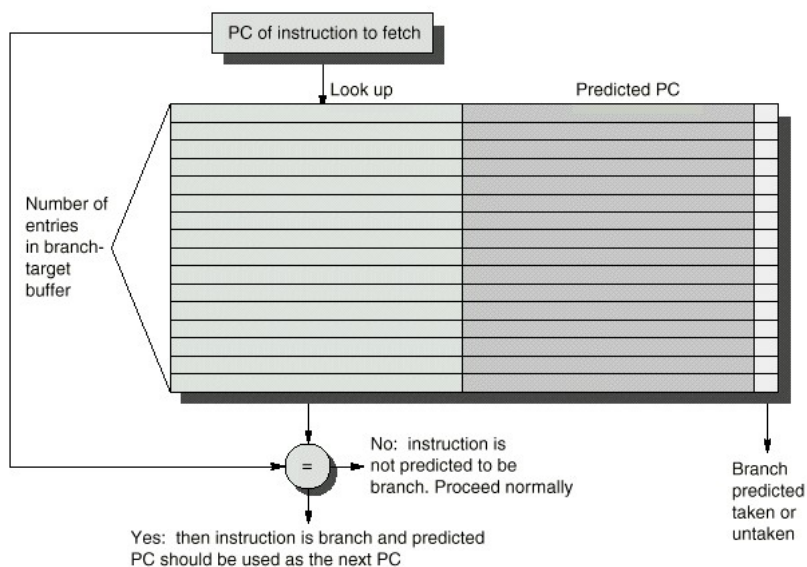 PC of instruction to fetch
Look up
Predicted PC
Number of
entries
in branch-
target
buffer
=
No: instruction is
not predicted to be
branch. Proceed normally
Branch
predicted
taken or
untaken
Yes: then instruction is branch and predicted
PC should be used as the next PC